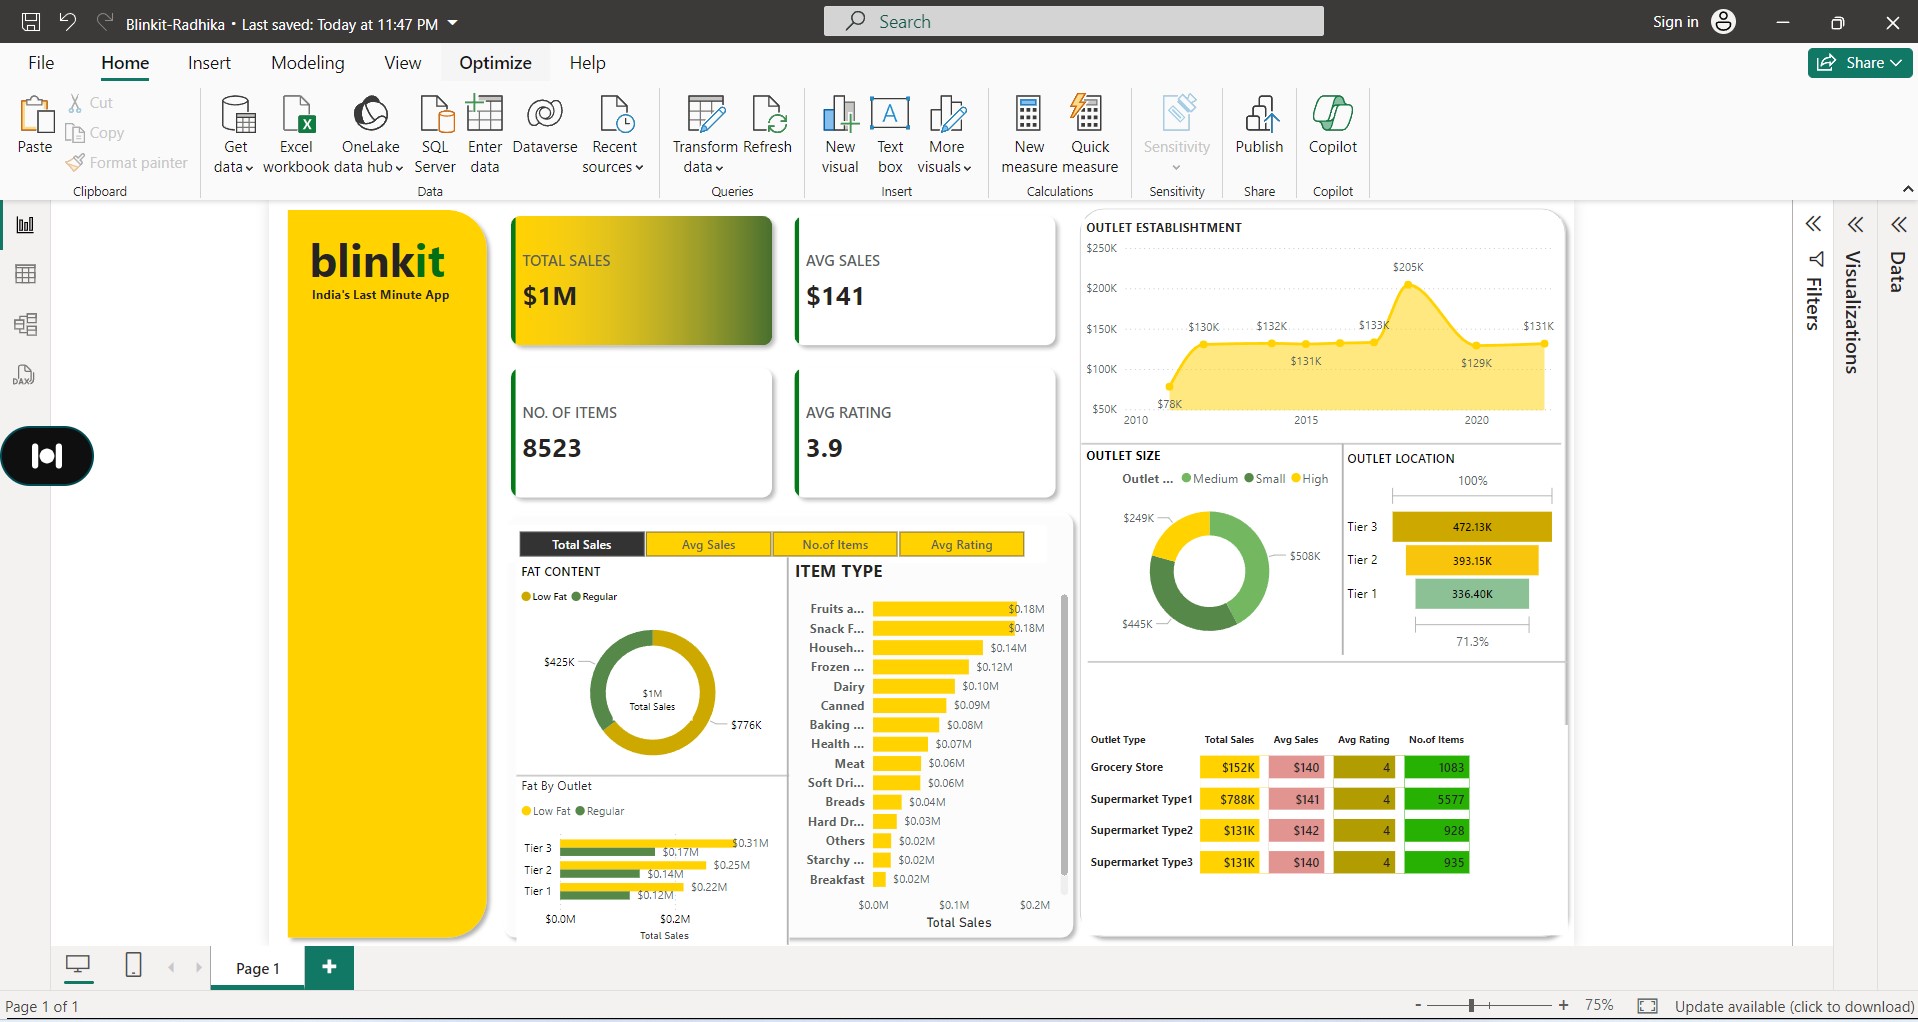 Blinkit-Radhika • Last saved: Today at 11:47 PM
Search
Sign in
File
Home
Insert
Modeling
View
Optimize
Help
Share
Paste
Cut
Copy
Format painter
Clipboard
Get data
Excel workbook
OneLake data hub
SQL Server
Enter data
Dataverse
Recent sources
Data
Transform data
Refresh
Queries
New visual
Text box
More visuals
Insert
New measure
Quick measure
Calculations
Sensitivity
Sensitivity
Publish
Share
Copilot
Copilot
DAX
blinkit
India's Last Minute App
TOTAL SALES
$1M
AVG SALES
$141
NO. OF ITEMS
8523
AVG RATING
3.9
Total Sales
Avg Sales
No.of Items
Avg Rating
FAT CONTENT
Low Fat
Regular
$425K
$1M
Total Sales
$776K
Fat By Outlet
Low Fat
Regular
Tier 3 $0.31M
$0.17M
Tier 2 $0.25M
$0.14M
Tier 1 $0.22M
$0.12M
$0.0M $0.2M
Total Sales
ITEM TYPE
Fruits a... $0.18M
Snack F... $0.18M
Househ... $0.14M
Frozen ... $0.12M
Dairy $0.10M
Canned $0.09M
Baking ... $0.08M
Health ... $0.07M
Meat $0.06M
Soft Dri... $0.06M
Breads $0.04M
Hard Dr... $0.03M
Others $0.02M
Starchy ... $0.02M
Breakfast $0.02M
$0.0M $0.1M $0.2M
Total Sales
OUTLET ESTABLISHTMENT
$250K
$205K
$200K
$150K $130K $132K $133K $131K
$131K $129K
$100K
$78K
$50K
2010 2015 2020
OUTLET SIZE
Outlet ... Medium Small High
$249K
$508K
$445K
OUTLET LOCATION
100%
Tier 3 472.13K
Tier 2 393.15K
Tier 1 336.40K
71.3%
Outlet Type Total Sales Avg Sales Avg Rating No.of Items
Grocery Store $152K $140 4 1083
Supermarket Type1 $788K $141 4 5577
Supermarket Type2 $131K $142 4 928
Supermarket Type3 $131K $140 4 935
Filters
Visualizations
Data
Page 1
+
Page 1 of 1
- + 75%
Update available (click to download)